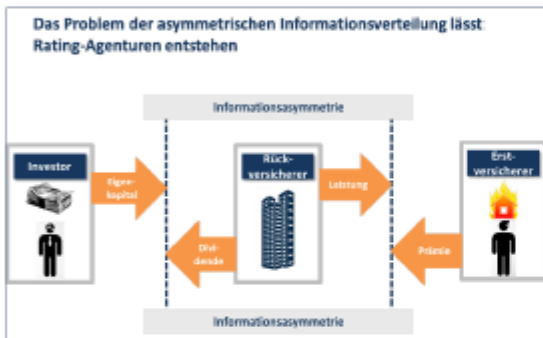 Das Problem der asymmetrischen Informationsverteilung lässt
Rating-Agenturen entstehen
Informationsasymmetrie
Investor
Rück-
versicherer
Erst-
versicherer
Eigen-
kapital
Leistung
Divi-
dende
Prämie
Informationsasymmetrie